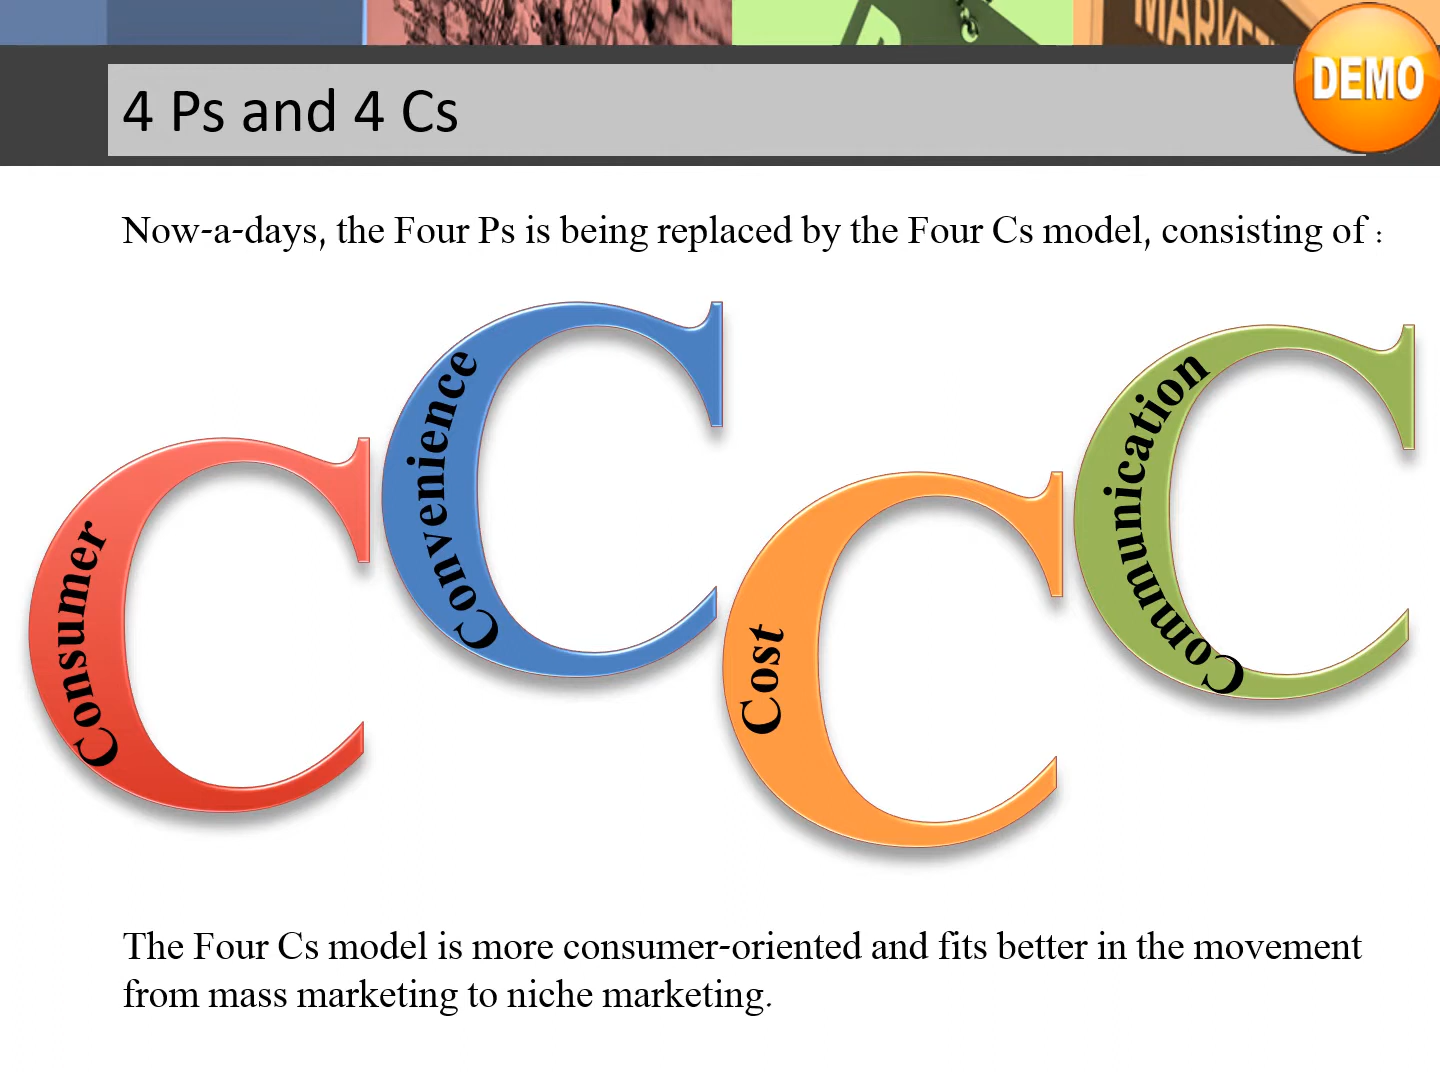 MARKET
DEMO
4 Ps and 4 Cs
Now-a-days, the Four Ps is being replaced by the Four Cs model, consisting of :
Consumer
Convenience
Cost
Communication
The Four Cs model is more consumer-oriented and fits better in the movement
from mass marketing to niche marketing.